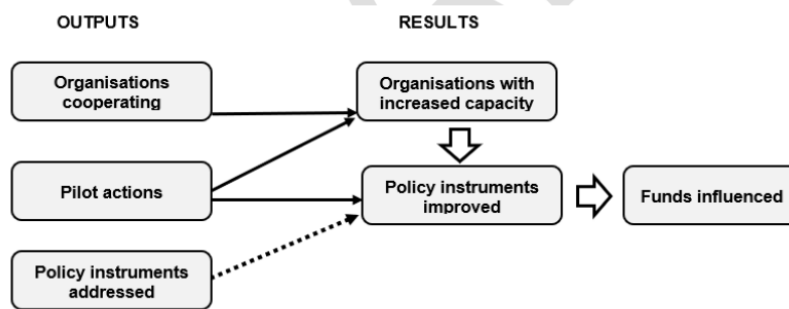 OUTPUTS
RESULTS
Organisations
cooperating
Organisations with
increased capacity
Pilot actions
Policy instruments
improved
Funds influenced
Policy instruments
addressed